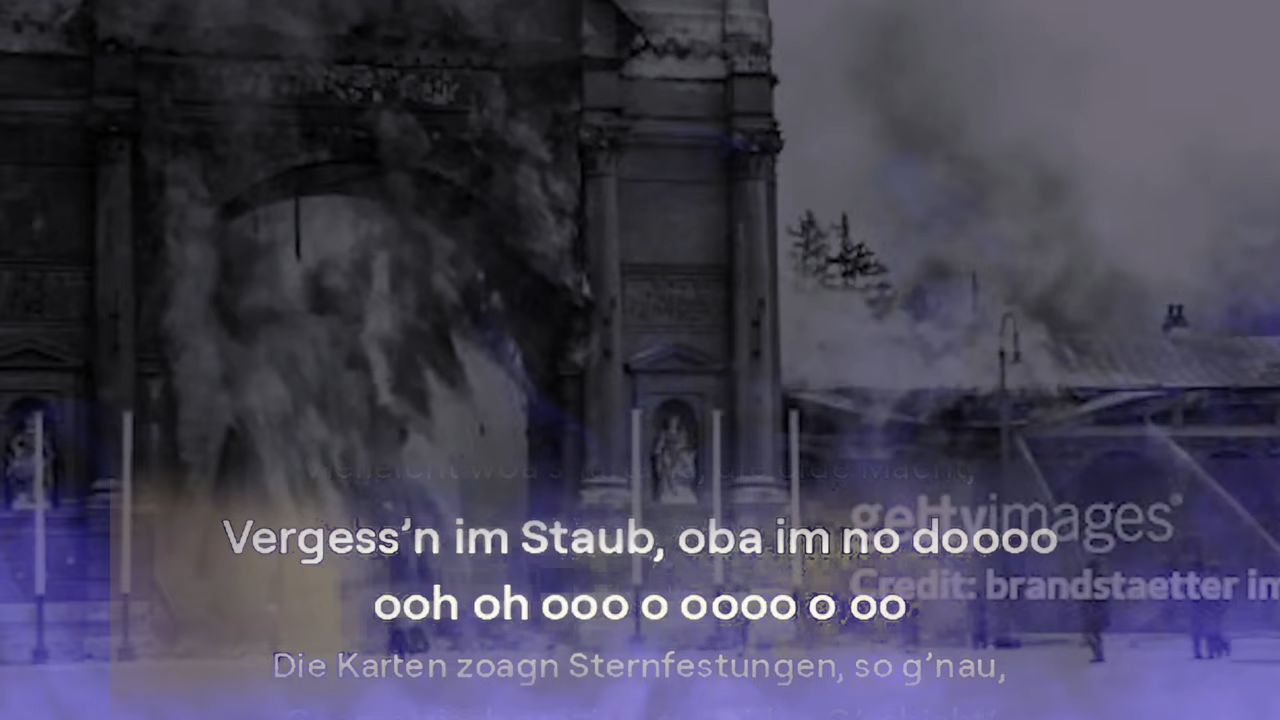 Vergess’n im Staub, oba im no doooo
gettyimages®
ooh oh ooo o oooo o oo
Credit: brandstaetter im
Die Karten zoagn Sternfestungen, so g’nau,